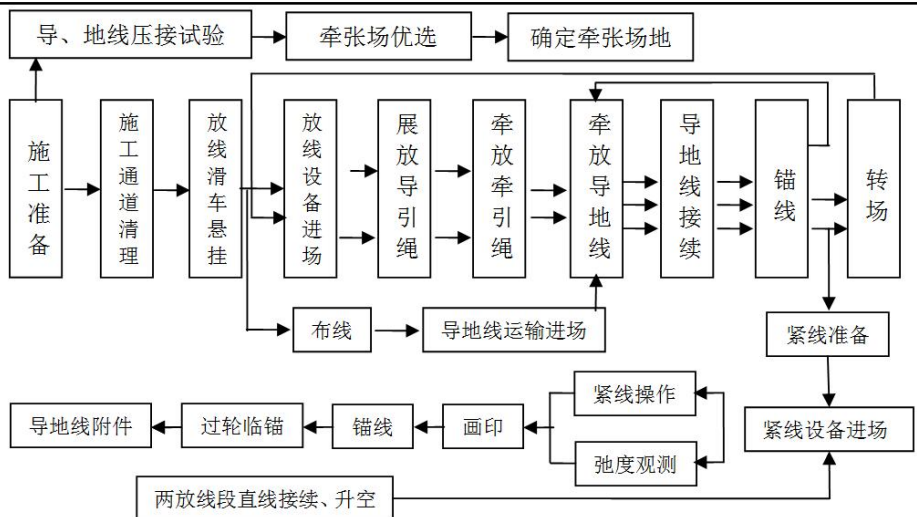 导、地线压接试验
牵张场优选
确定牵张场地
施工准备
施工通道清理
放线滑车悬挂
放线设备进场
展放导引绳
牵放牵引绳
牵放导地线
导地线接续
锚线
转场
布线
导地线运输进场
紧线准备
导地线附件
过轮临锚
锚线
画印
紧线操作
弛度观测
紧线设备进场
两放线段直线接续、升空